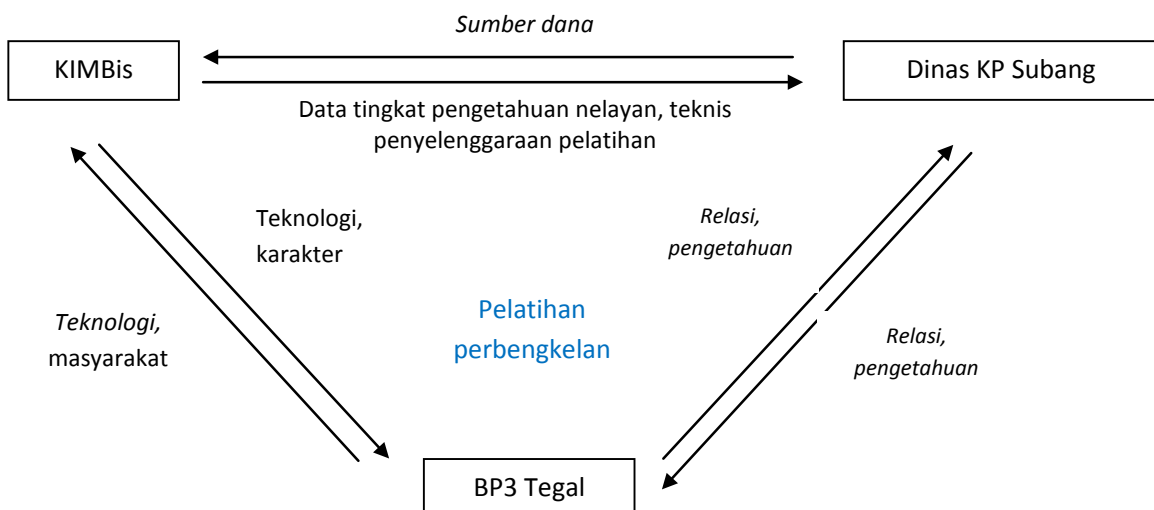 Sumber dana
KIMBis
Dinas KP Subang
Data tingkat pengetahuan nelayan, teknis
penyelenggaraan pelatihan
Teknologi,
karakter
Relasi,
pengetahuan
Teknologi,
masyarakat
Pelatihan
perbengkelan
Relasi,
pengetahuan
BP3 Tegal